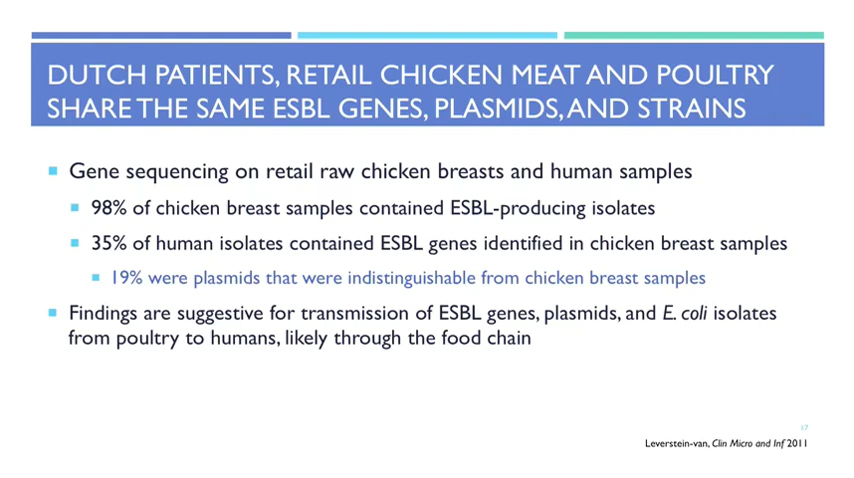 DUTCH PATIENTS, RETAIL CHICKEN MEAT AND POULTRY
SHARE THE SAME ESBL GENES, PLASMIDS, AND STRAINS
Gene sequencing on retail raw chicken breasts and human samples
98% of chicken breast samples contained ESBL-producing isolates
35% of human isolates contained ESBL genes identified in chicken breast samples
19% were plasmids that were indistinguishable from chicken breast samples
Findings are suggestive for transmission of ESBL genes, plasmids, and E. coli isolates
from poultry to humans, likely through the food chain
17
Leverstein-van, Clin Micro and Inf 2011